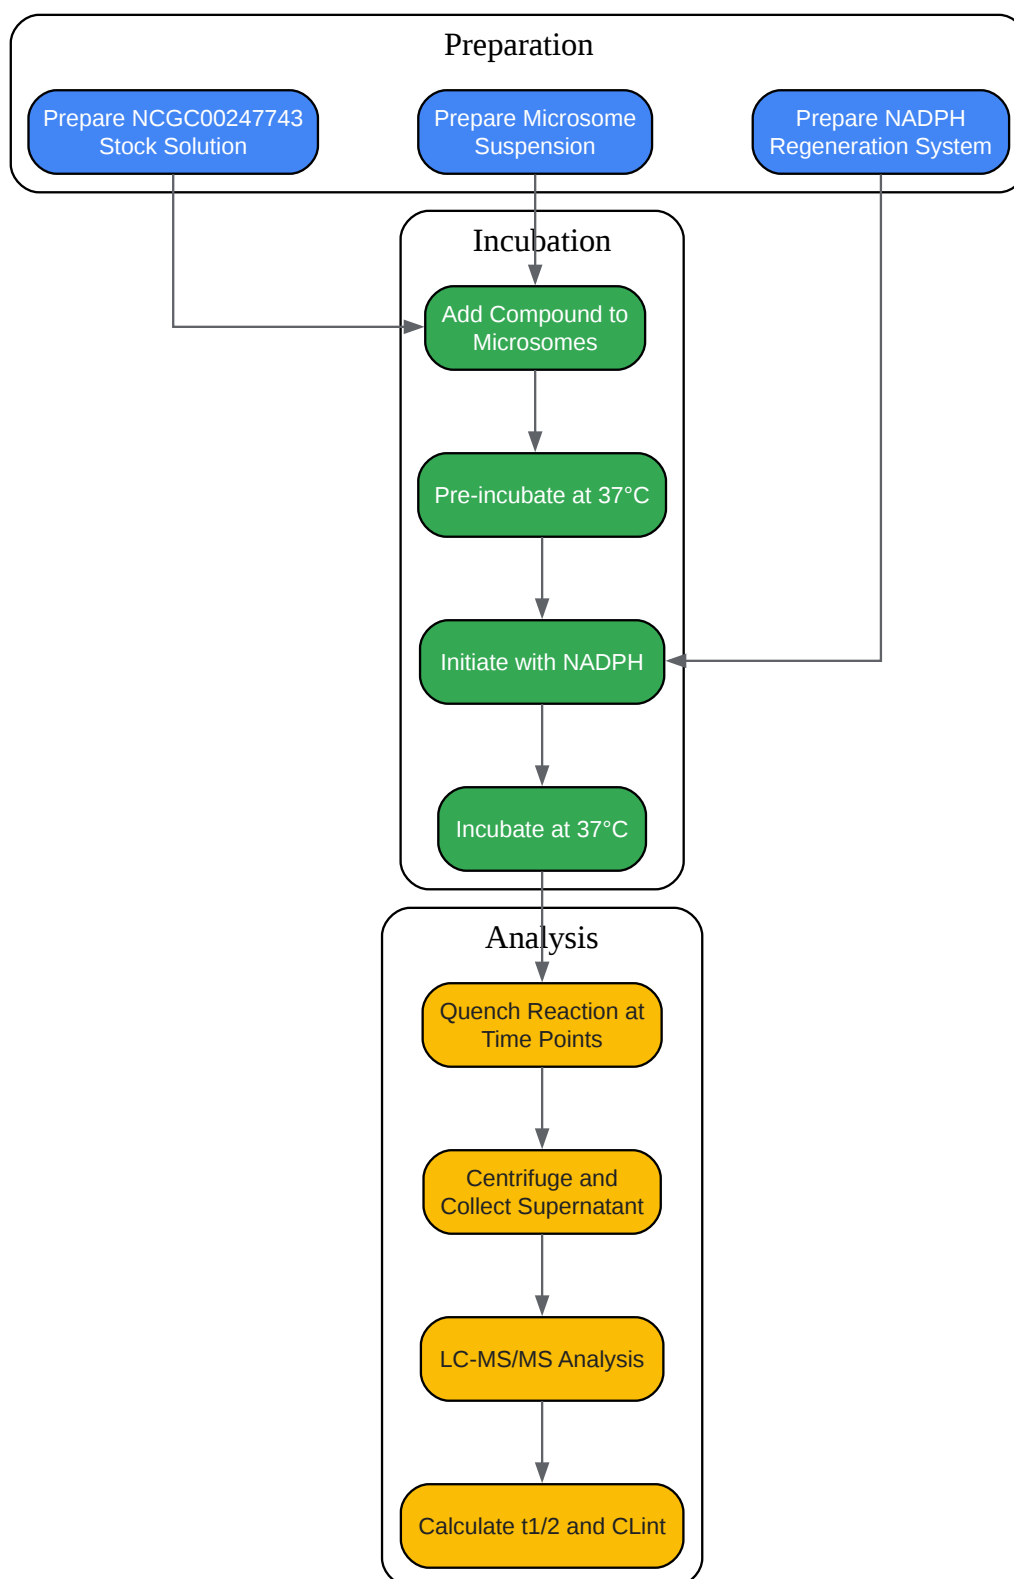 Preparation
Prepare NCGC00247743
Stock Solution
Prepare Microsome
Suspension
Prepare NADPH
Regeneration System
Incubation
Add Compound to
Microsomes
Pre-incubate at 37°C
Initiate with NADPH
Incubate at 37°C
Analysis
Quench Reaction at
Time Points
Centrifuge and
Collect Supernatant
LC-MS/MS Analysis
Calculate t1/2 and CLint